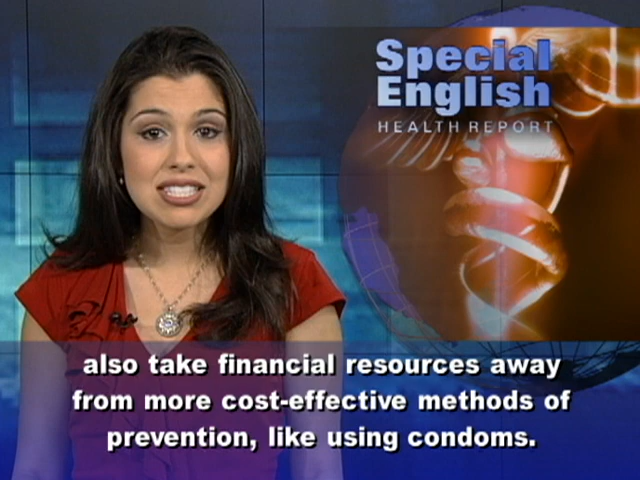 Special
English
HEALTH REPORT
also take financial resources away
from more cost-effective methods of
prevention, like using condoms.